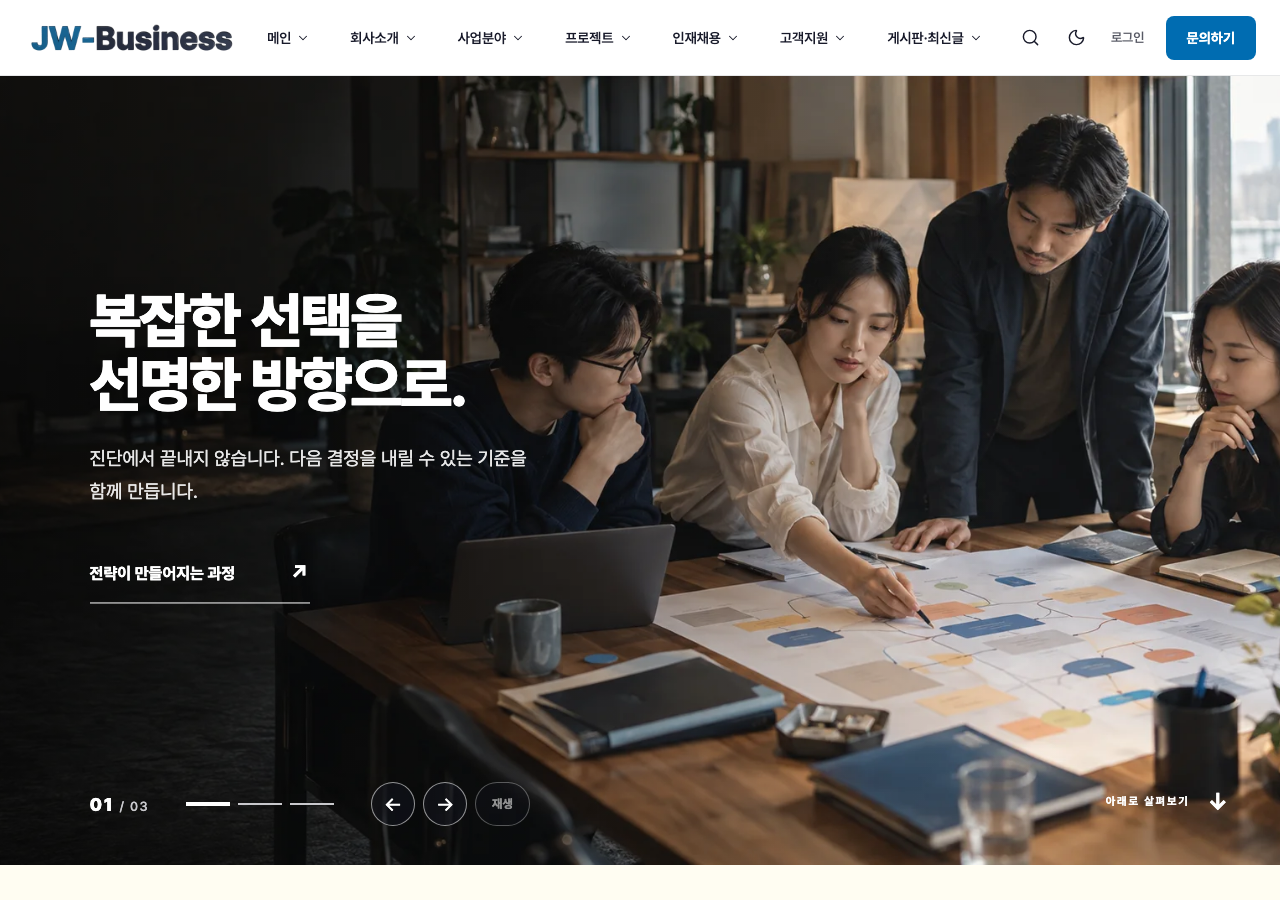 JW-Business
메인
회사소개
사업분야
프로젝트
인재채용
고객지원
게시판·최신글
로그인
문의하기
복잡한 선택을
선명한 방향으로.
진단에서 끝내지 않습니다. 다음 결정을 내릴 수 있는 기준을
함께 만듭니다.
전략이 만들어지는 과정
01 / 03
재생
아래로 살펴보기